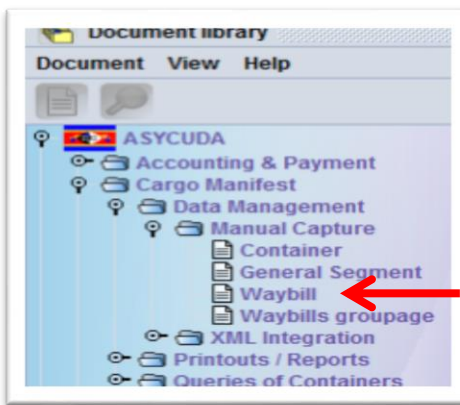 Document library
Document View Help
ASYCUDA
Accounting & Payment
Cargo Manifest
Data Management
Manual Capture
Container
General Segment
Waybill
Waybills groupage
XML Integration
Printouts / Reports
Queries of Containers